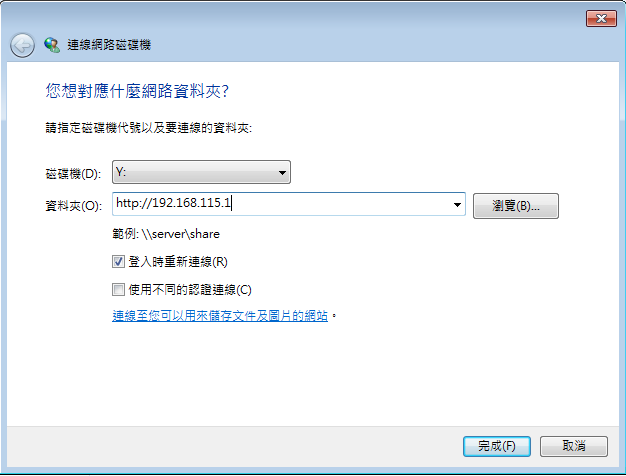 連線網路磁碟機
您想對應什麼網路資料夾?
請指定磁碟機代號以及要連線的資料夾:
磁碟機(D): Y:
資料夾(O): http://192.168.115.1 瀏覽(B)...
範例: \\server\share
登入時重新連線(R)
使用不同的認證連線(C)
連線至您可以用來儲存文件及圖片的網站。
完成(F) 取消